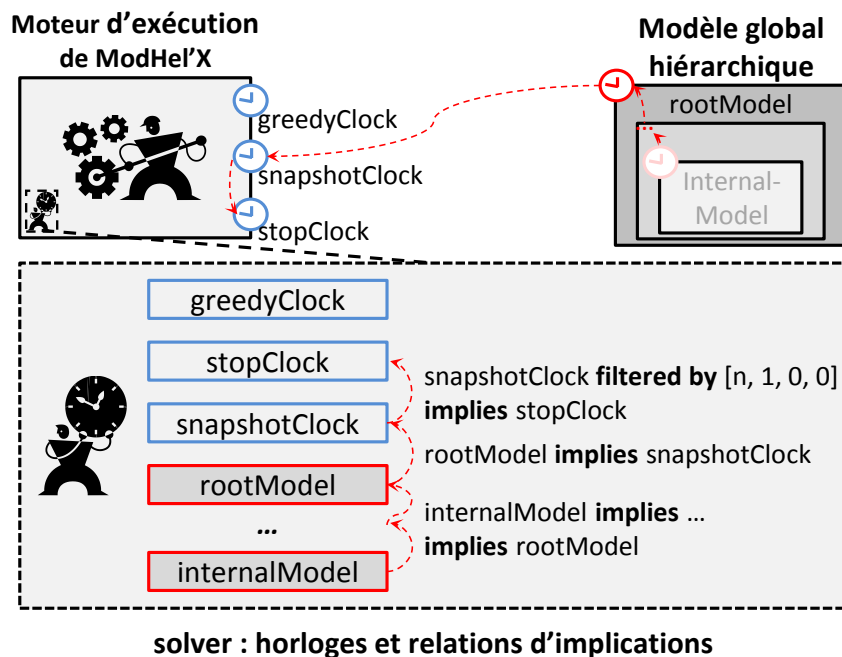 Moteur d'exécution
de ModHel'X
greedyClock
snapshotClock
stopClock
Modèle global
hiérarchique
rootModel
...
Internal-
Model
greedyClock
stopClock
snapshotClock
rootModel
...
internalModel
snapshotClock filtered by [n, 1, 0, 0]
implies stopClock
rootModel implies snapshotClock
internalModel implies ...
implies rootModel
solver : horloges et relations d'implications